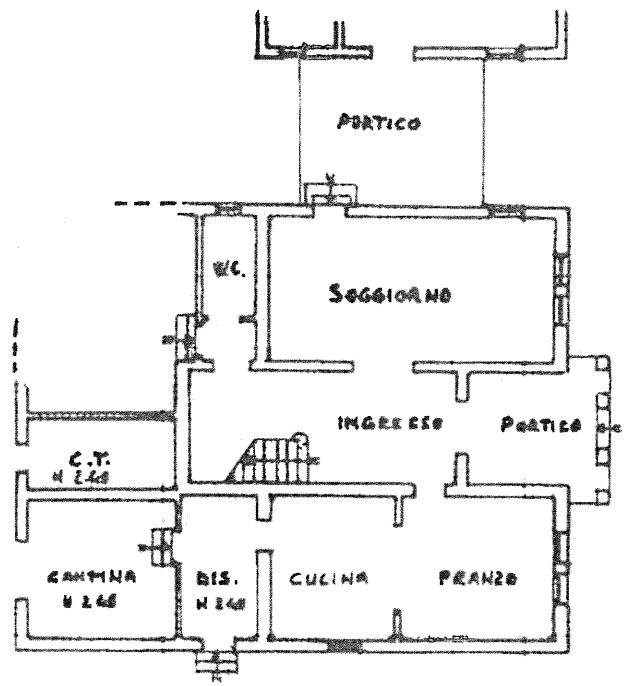 PORTICO
W.C.
SOGGIORNO
INGRESSO
PORTICO
C.T.
H 2.40
CANTINA
H 2.40
DIS.
H 2.40
CUCINA
PRANZO